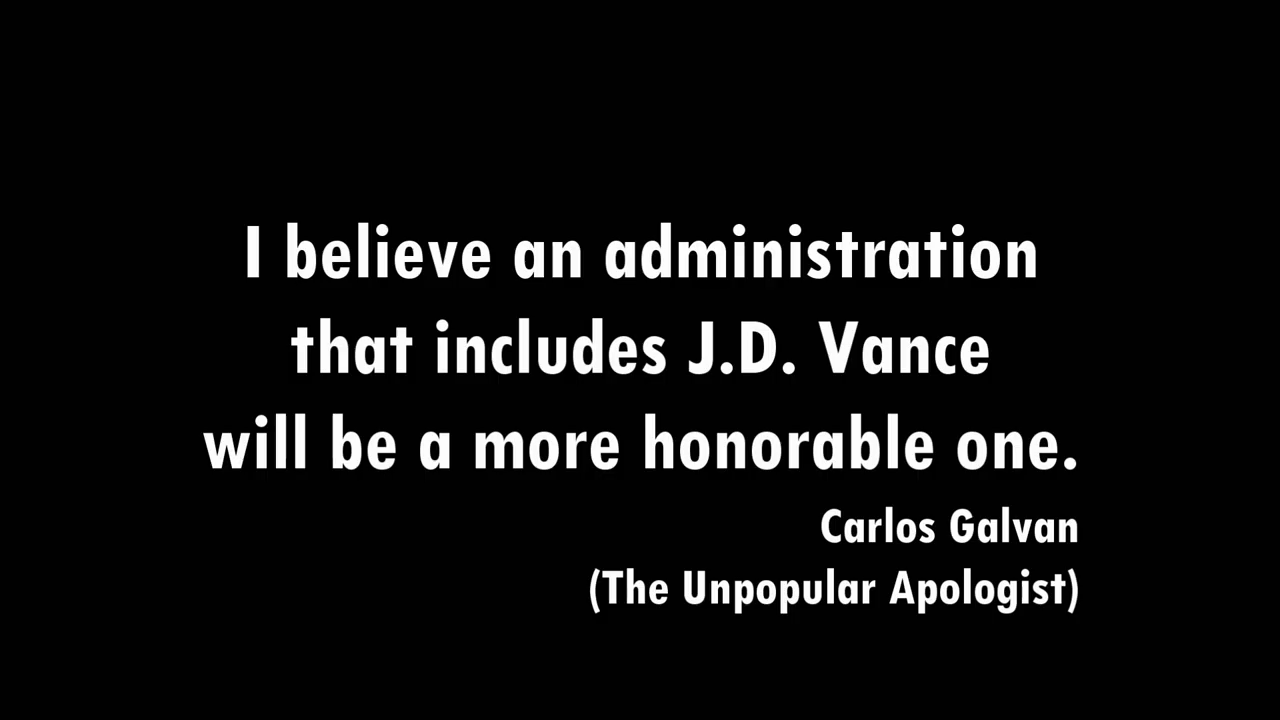 I believe an administration
that includes J.D. Vance
will be a more honorable one.
Carlos Galvan
(The Unpopular Apologist)